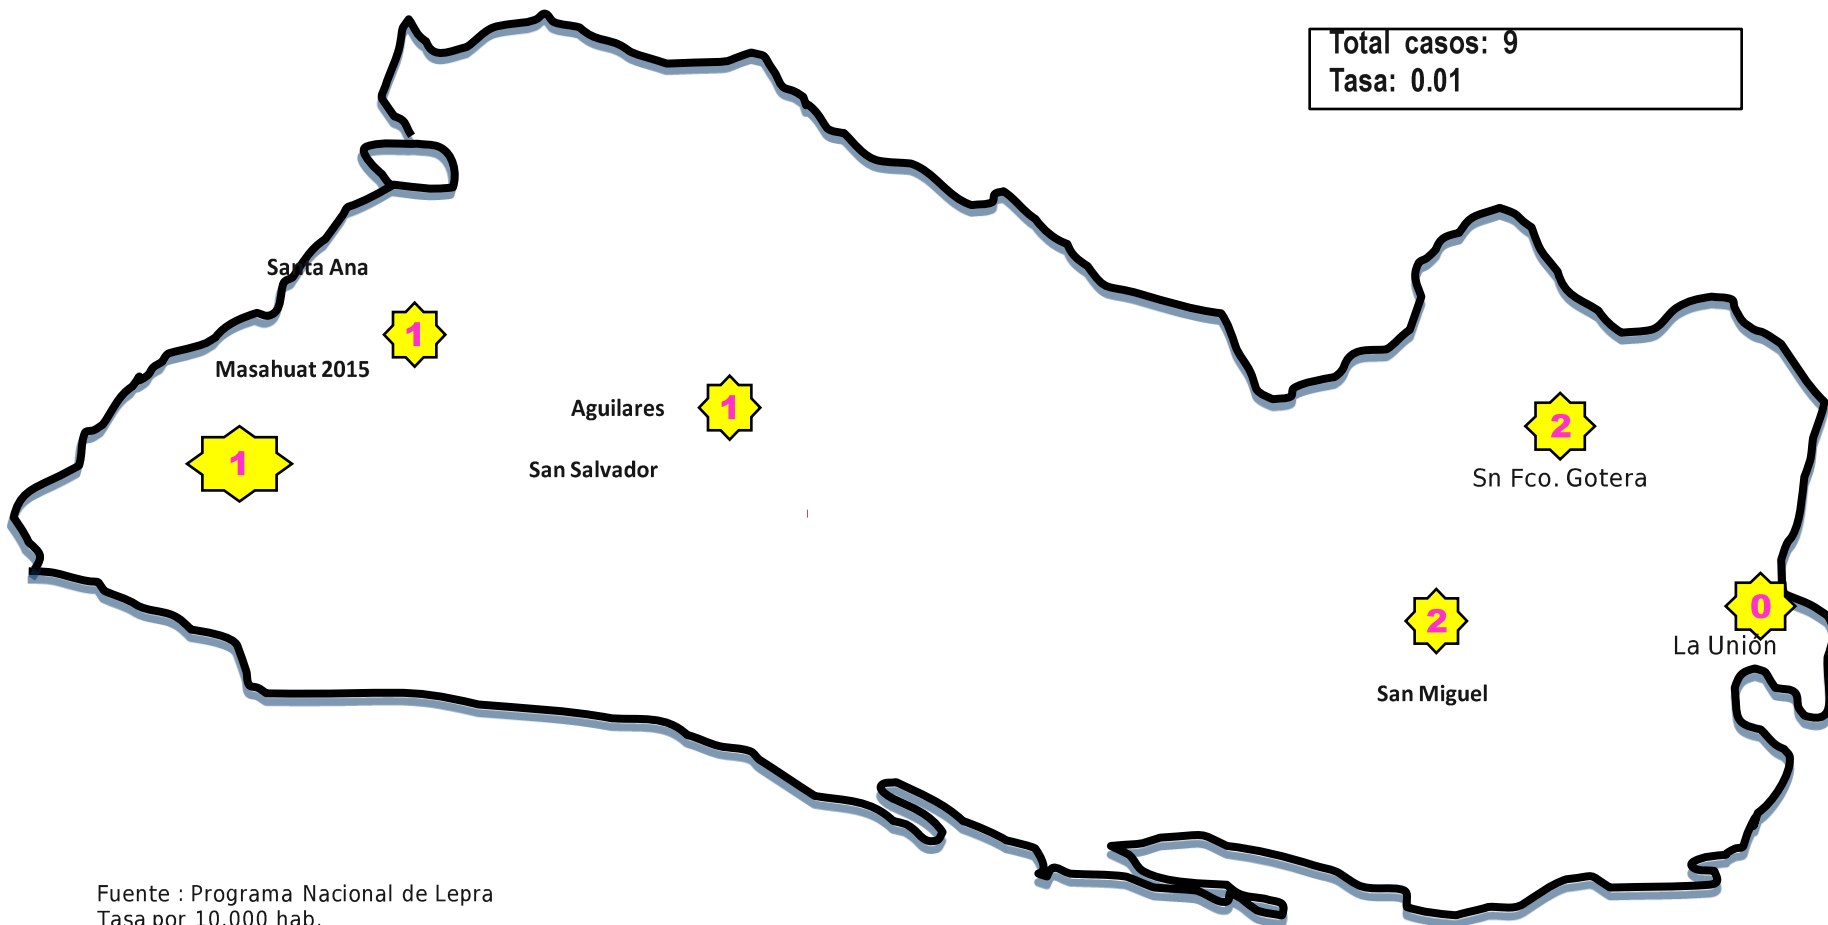 Total casos: 9
Tasa: 0.01
Santa Ana
1
Masahuat 2015
1
Aguilares
1
San Salvador
2
Sn Fco. Gotera
2
San Miguel
0
La Unión
Fuente : Programa Nacional de Lepra
Tasa por 10.000 hab.